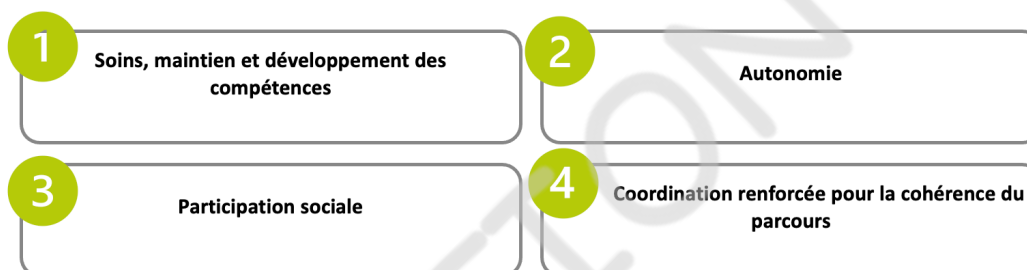 1
Soins, maintien et développement des
compétences
2
Autonomie
3
Participation sociale
4
Coordination renforcée pour la cohérence du
parcours